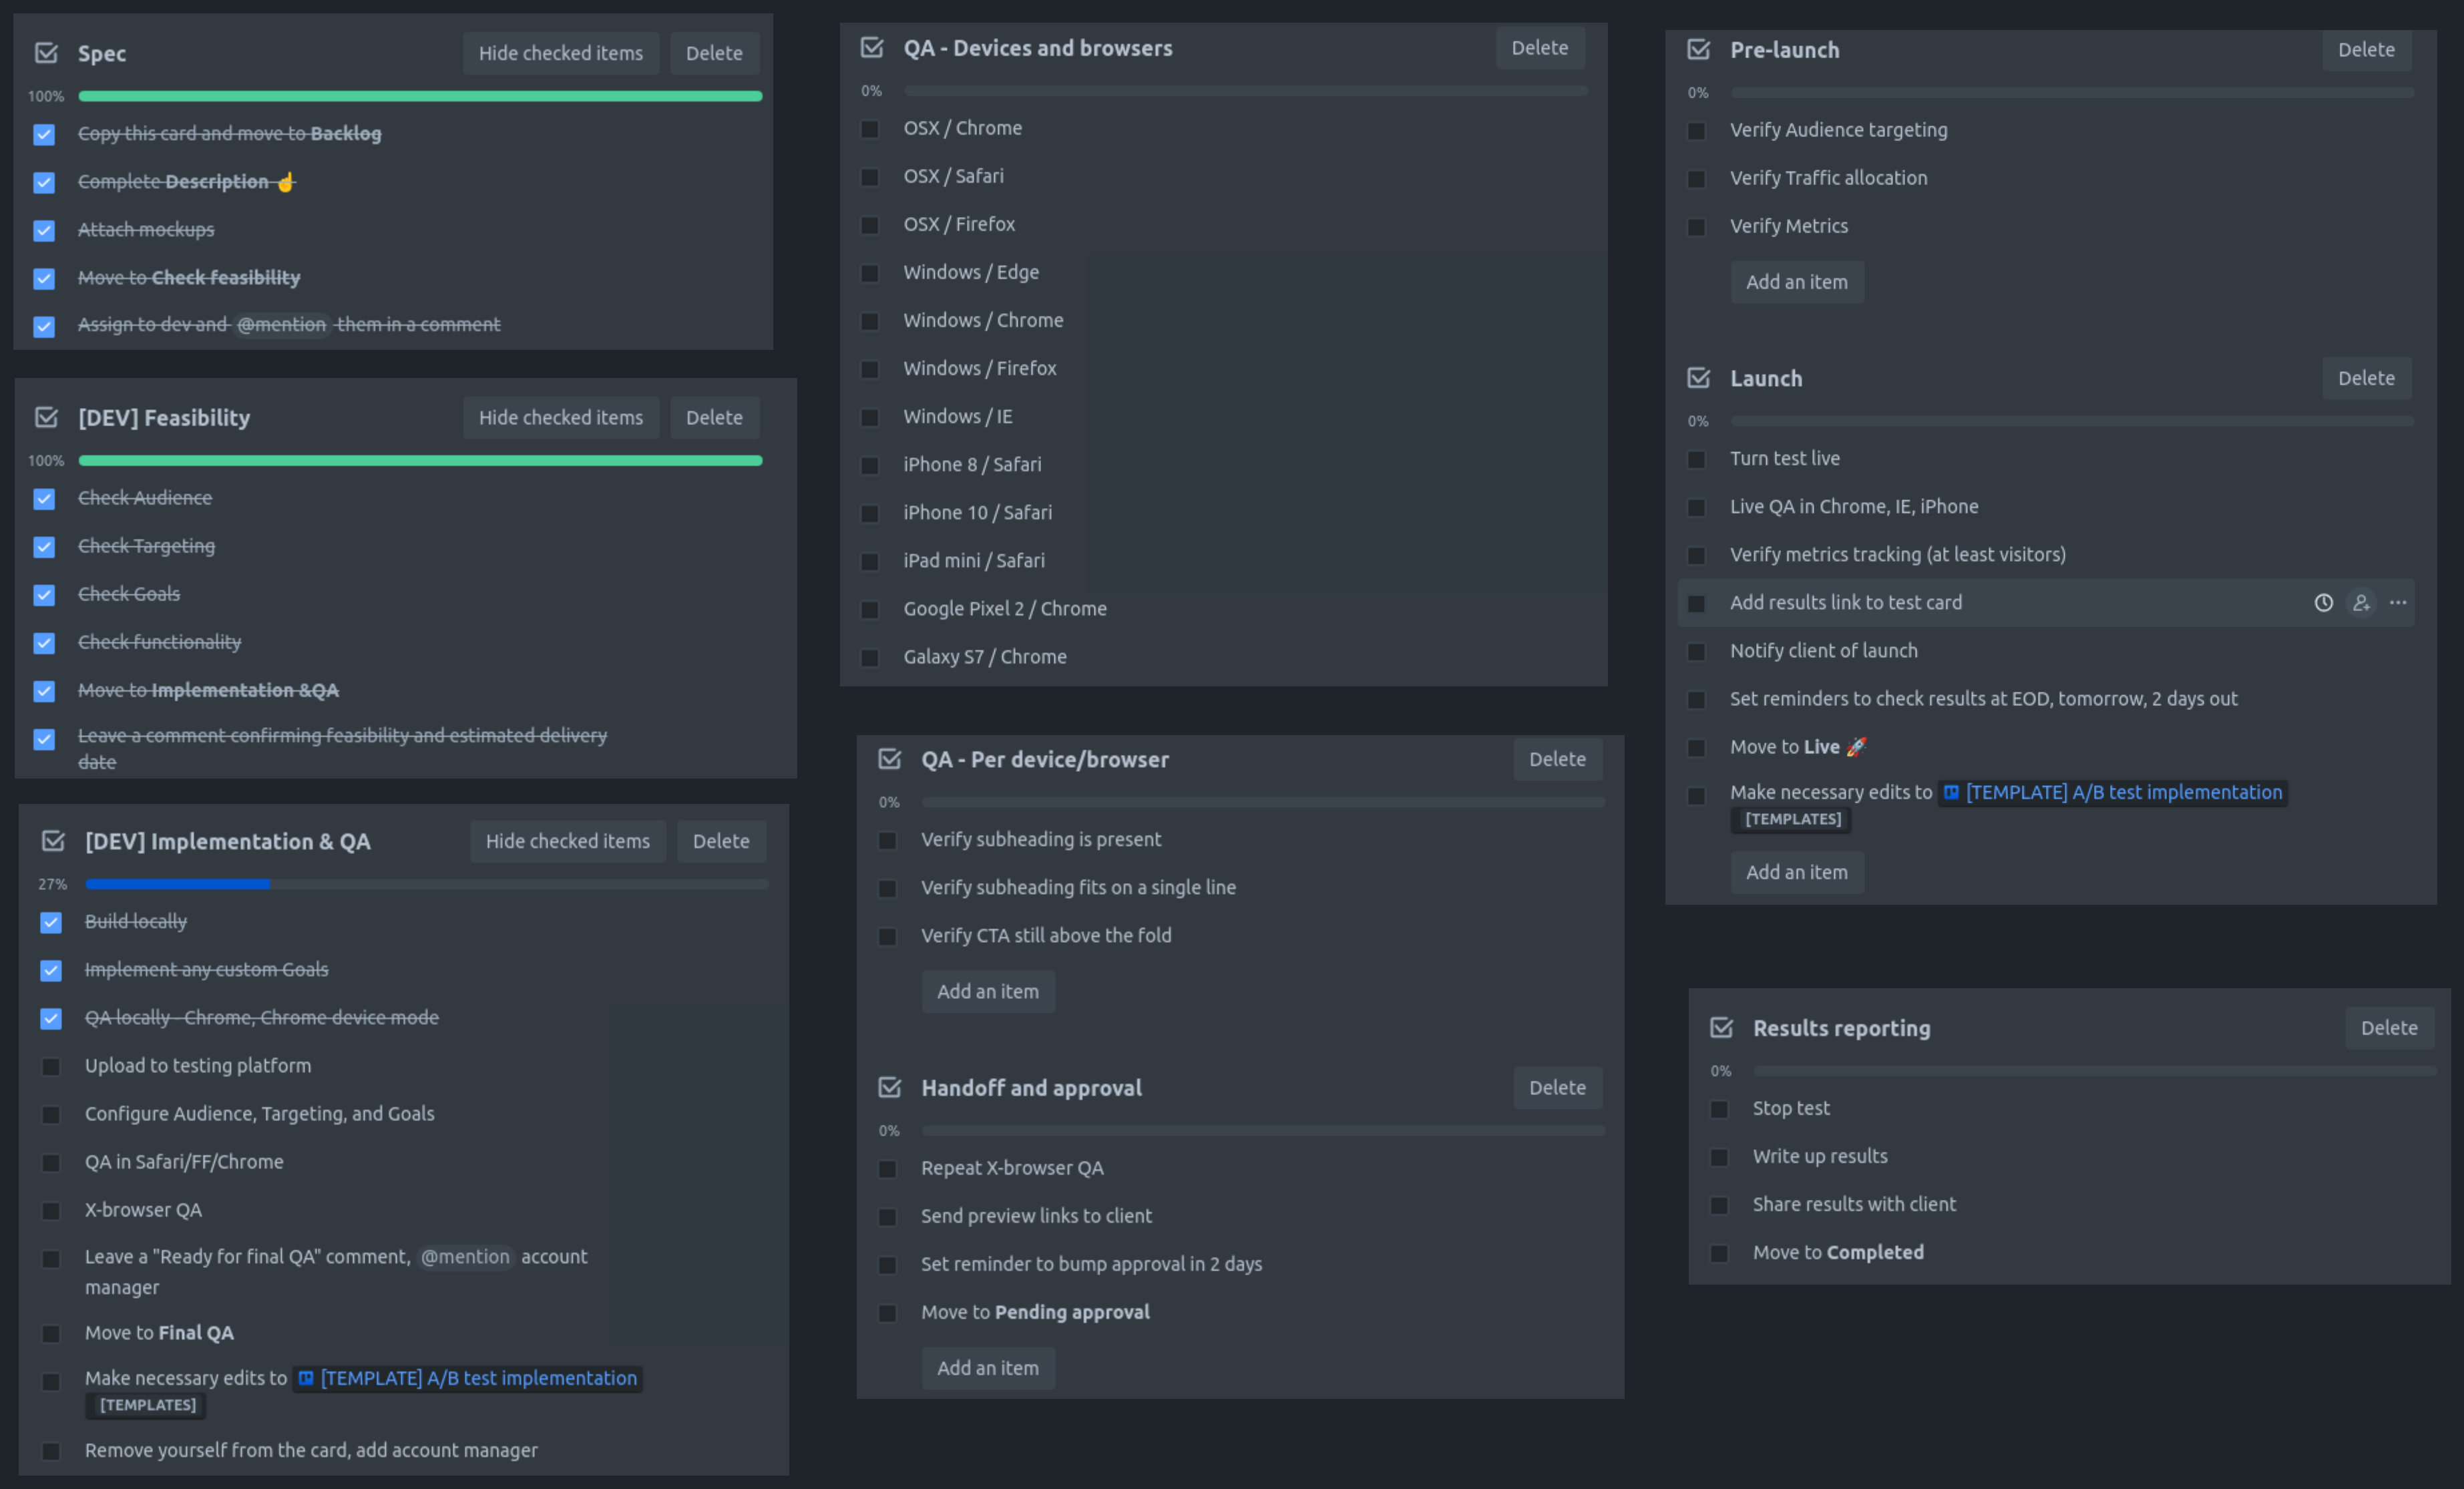 Spec
Hide checked items
Delete
100%
Copy this card and move to Backlog
Complete Description ☝
Attach mockups
Move to Check feasibility
Assign to dev and @mention them in a comment
[DEV] Feasibility
Hide checked items
Delete
100%
Check Audience
Check Targeting
Check Goals
Check functionality
Move to Implementation &QA
Leave a comment confirming feasibility and estimated delivery
date
[DEV] Implementation & QA
Hide checked items
Delete
27%
Build locally
Implement any custom Goals
QA locally - Chrome, Chrome device mode
Upload to testing platform
Configure Audience, Targeting, and Goals
QA in Safari/FF/Chrome
X-browser QA
Leave a "Ready for final QA" comment, @mention account
manager
Move to Final QA
Make necessary edits to [TEMPLATE] A/B test implementation
[TEMPLATES]
Remove yourself from the card, add account manager
QA - Devices and browsers
Delete
0%
OSX / Chrome
OSX / Safari
OSX / Firefox
Windows / Edge
Windows / Chrome
Windows / Firefox
Windows / IE
iPhone 8 / Safari
iPhone 10 / Safari
iPad mini / Safari
Google Pixel 2 / Chrome
Galaxy S7 / Chrome
QA - Per device/browser
Delete
0%
Verify subheading is present
Verify subheading fits on a single line
Verify CTA still above the fold
Add an item
Handoff and approval
Delete
0%
Repeat X-browser QA
Send preview links to client
Set reminder to bump approval in 2 days
Move to Pending approval
Add an item
Pre-launch
Delete
0%
Verify Audience targeting
Verify Traffic allocation
Verify Metrics
Add an item
Launch
Delete
0%
Turn test live
Live QA in Chrome, IE, iPhone
Verify metrics tracking (at least visitors)
Add results link to test card
Notify client of launch
Set reminders to check results at EOD, tomorrow, 2 days out
Move to Live 🚀
Make necessary edits to [TEMPLATE] A/B test implementation
[TEMPLATES]
Add an item
Results reporting
Delete
0%
Stop test
Write up results
Share results with client
Move to Completed